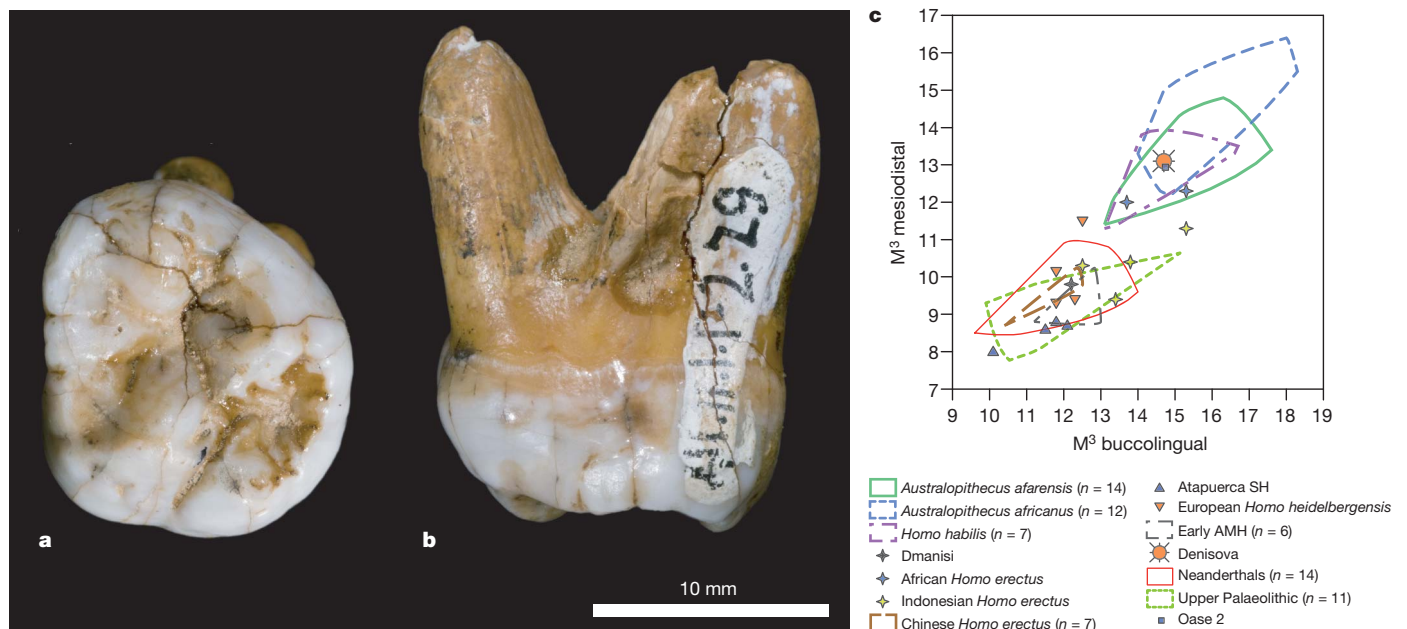 a
b
10 mm
62.7
c
17
16
15
14
13
12
11
10
9
8
7
M³ mesiodistal
9 10 11 12 13 14 15 16 17 18 19
M³ buccolingual
Australopithecus afarensis (n = 14)
Australopithecus africanus (n = 12)
Homo habilis (n = 7)
Dmanisi
African Homo erectus
Indonesian Homo erectus
Chinese Homo erectus (n = 7)
Atapuerca SH
European Homo heidelbergensis
Early AMH (n = 6)
Denisova
Neanderthals (n = 14)
Upper Palaeolithic (n = 11)
Oase 2